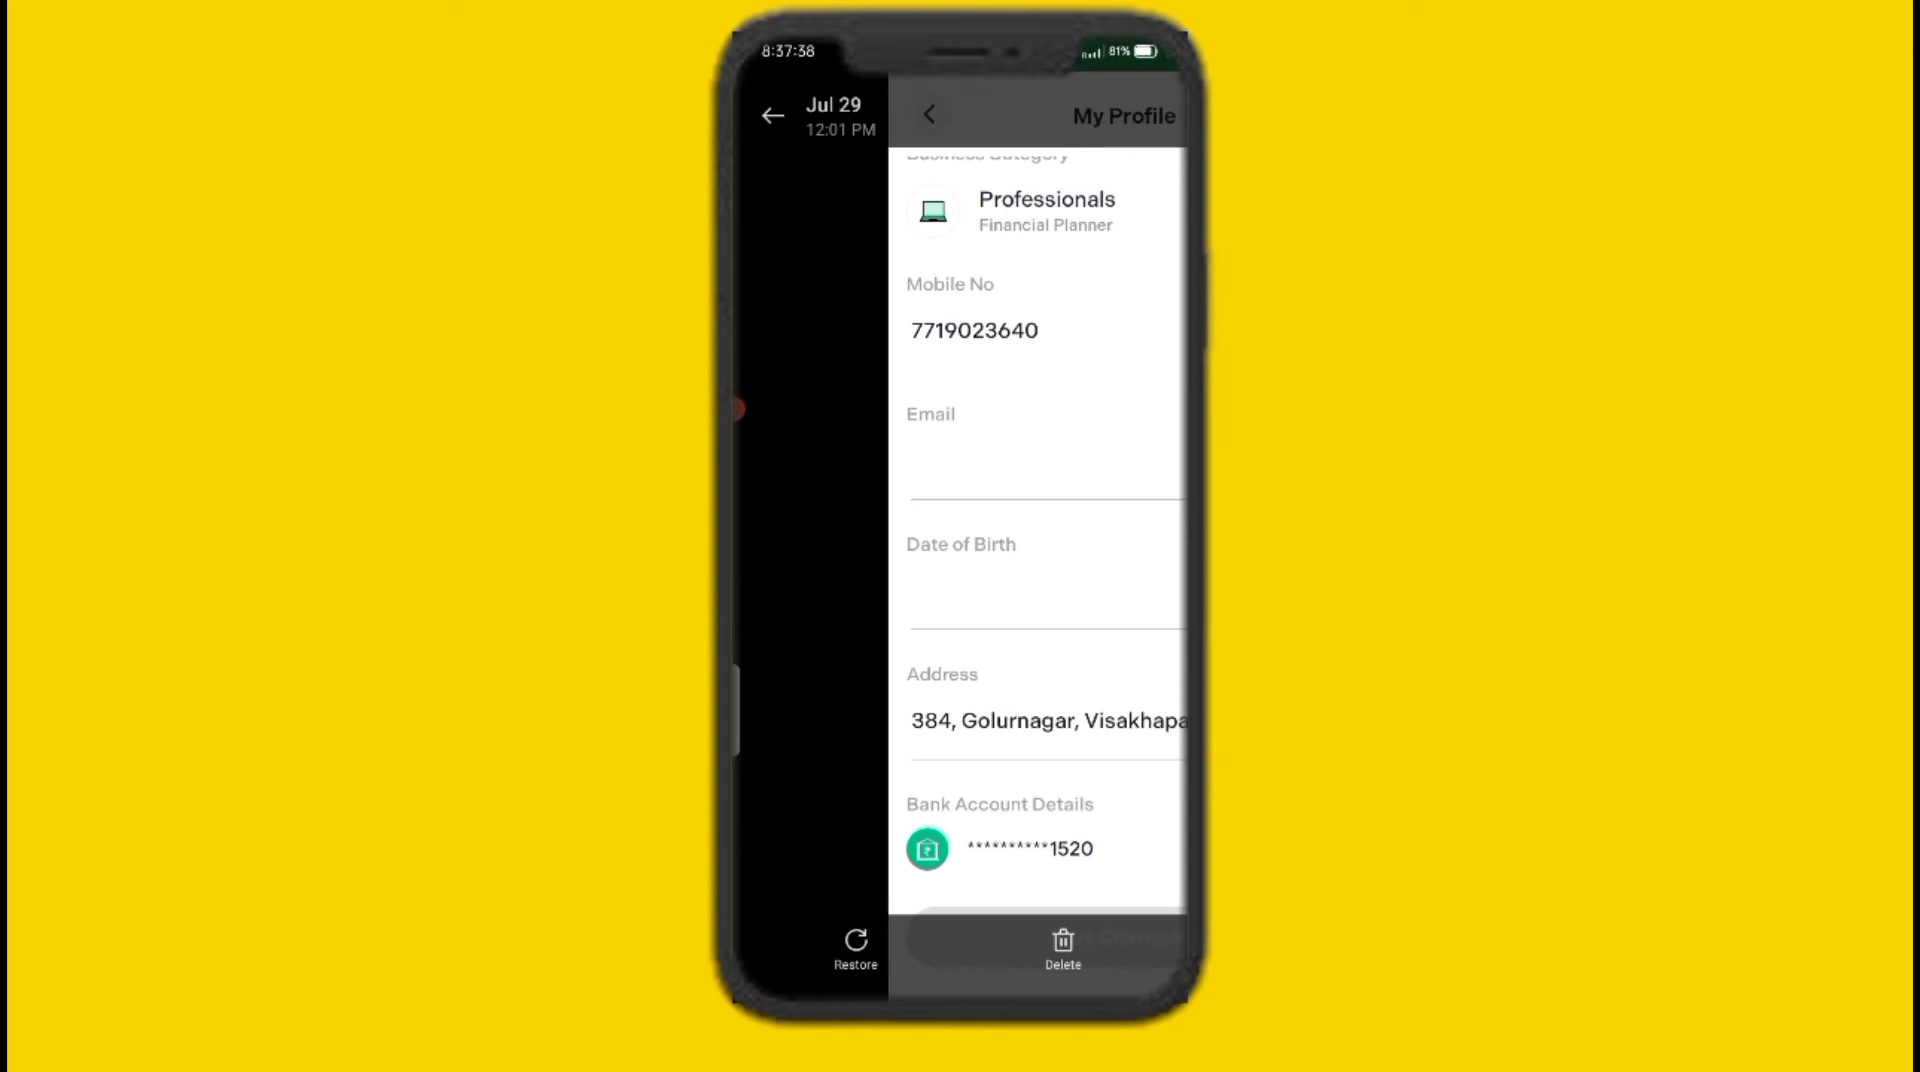 8:37:38
81%
Jul 29
12:01 PM
My Profile
Business Category
Professionals
Financial Planner
Mobile No
7719023640
Email
Date of Birth
Address
384, Golurnagar, Visakhapa
Bank Account Details
**********1520
Restore
Delete